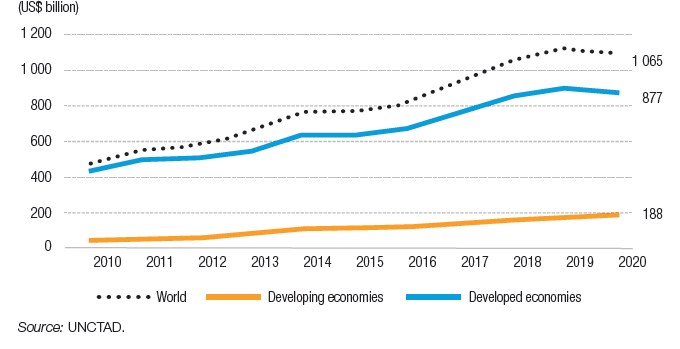 (US$ billion)
1 200
1 000
800
600
400
200
0
1 065
877
188
2010 2011 2012 2013 2014 2015 2016 2017 2018 2019 2020
World Developing economies Developed economies
Source: UNCTAD.